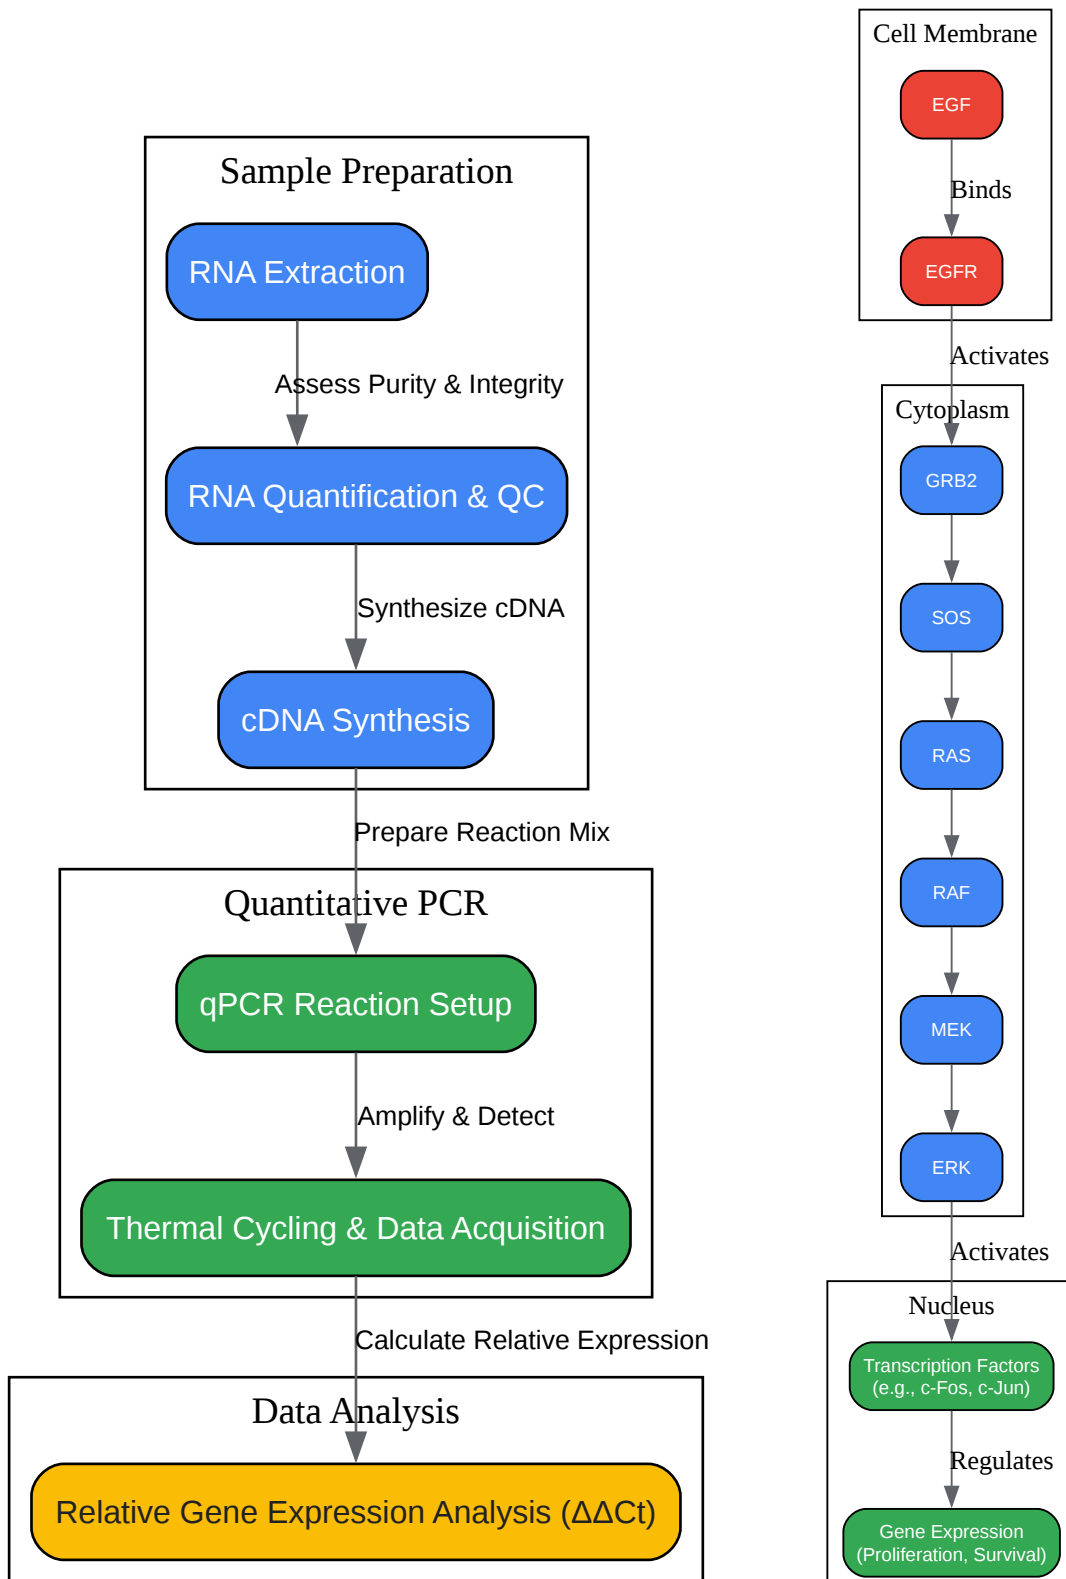 Sample Preparation
RNA Extraction
Assess Purity & Integrity
RNA Quantification & QC
Synthesize cDNA
cDNA Synthesis
Prepare Reaction Mix
Quantitative PCR
qPCR Reaction Setup
Amplify & Detect
Thermal Cycling & Data Acquisition
Calculate Relative Expression
Data Analysis
Relative Gene Expression Analysis (ΔΔCt)
Cell Membrane
EGF
Binds
EGFR
Activates
Cytoplasm
GRB2
SOS
RAS
RAF
MEK
ERK
Activates
Nucleus
Transcription Factors
(e.g., c-Fos, c-Jun)
Regulates
Gene Expression
(Proliferation, Survival)